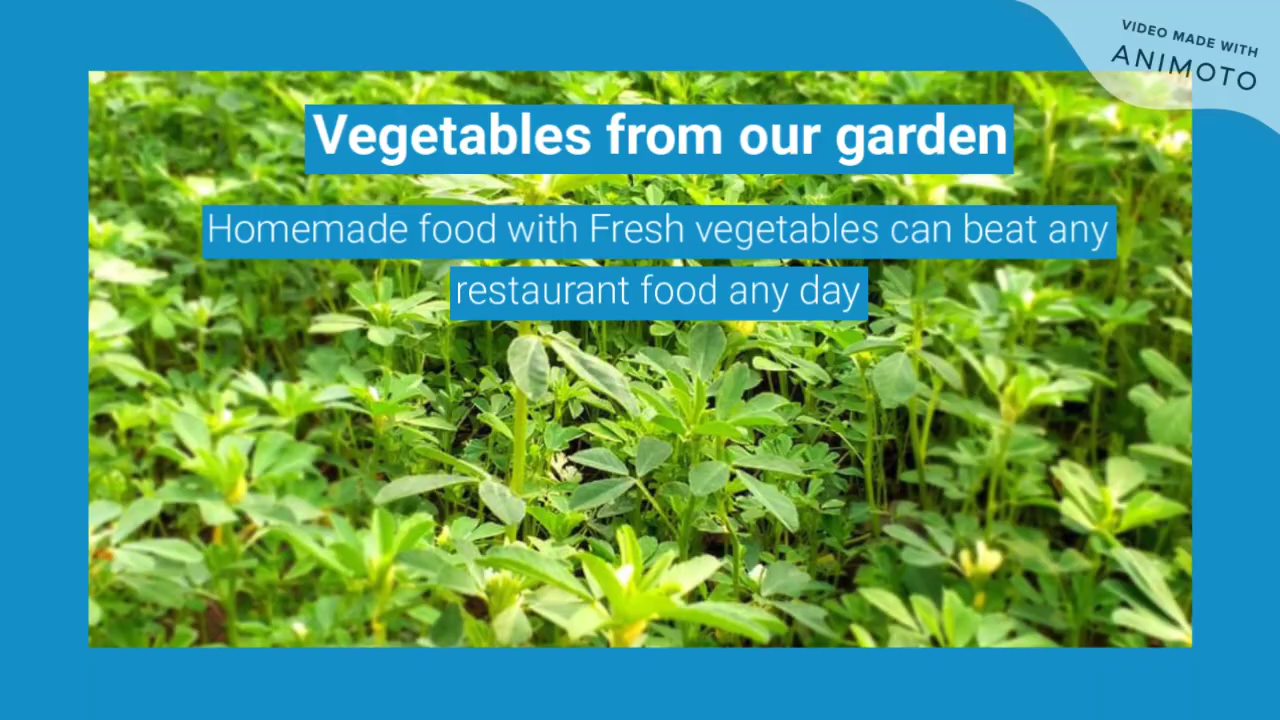 VIDEO MADE WITH
ANIMOTO
Vegetables from our garden
Homemade food with Fresh vegetables can beat any
restaurant food any day